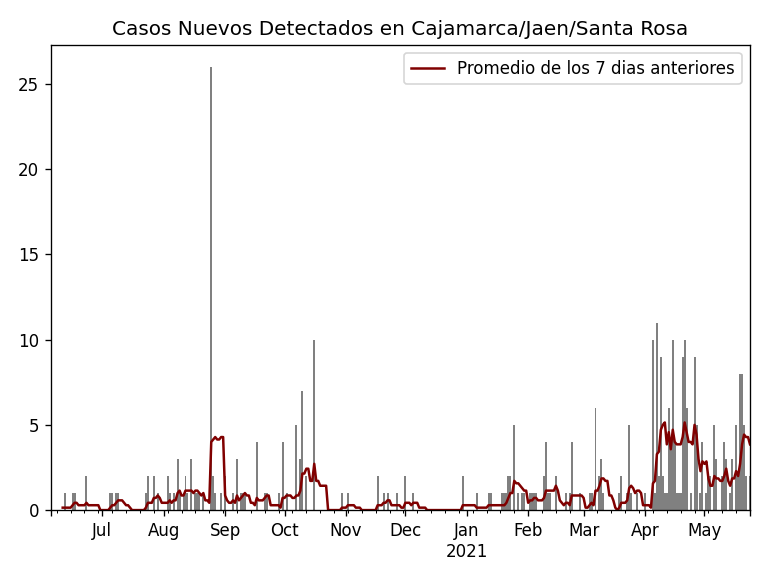 Casos Nuevos Detectados en Cajamarca/Jaen/Santa Rosa
Promedio de los 7 dias anteriores
25
20
15
10
5
0
Jul Aug Sep Oct Nov Dec Jan Feb Mar Apr May
2021